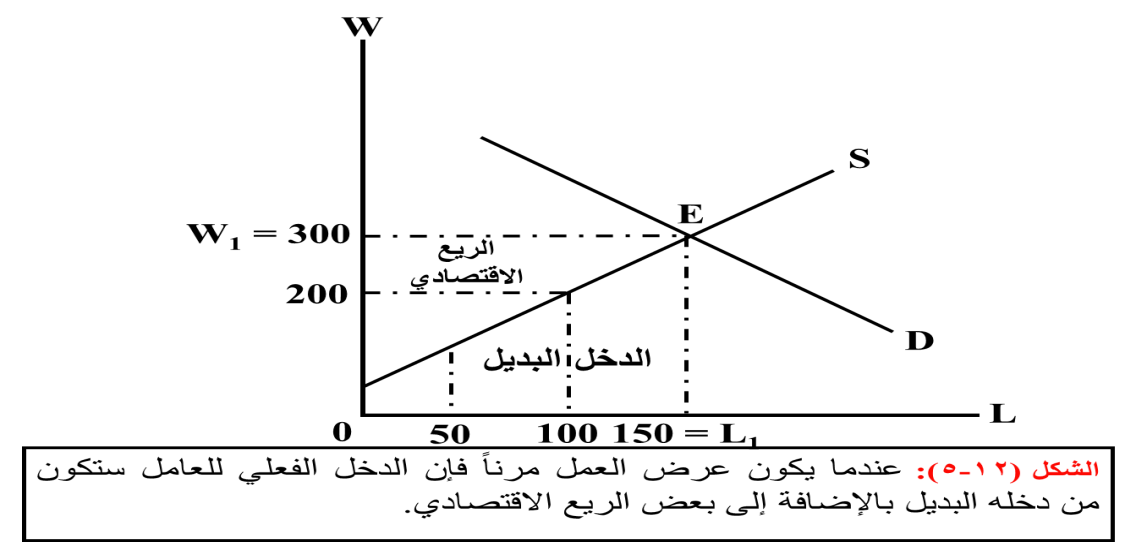 W
S
E
W₁ = 300
الريع
الاقتصادي
200
الدخل البديل
D
L
0 50 100 150 = L₁
الشكل (١٢-٥): عندما يكون عرض العمل مرناً فإن الدخل الفعلي للعامل ستكون
من دخله البديل بالإضافة إلى بعض الريع الاقتصادي.